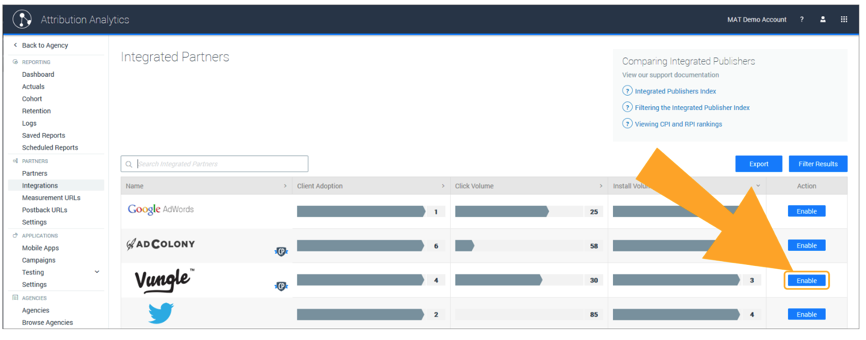 Attribution Analytics
MAT Demo Account ?
Back to Agency
REPORTING
Dashboard
Actuals
Cohort
Retention
Logs
Saved Reports
Scheduled Reports
PARTNERS
Partners
Integrations
Measurement URLs
Postback URLs
Settings
APPLICATIONS
Mobile Apps
Campaigns
Testing
Settings
AGENCIES
Agencies
Browse Agencies
Integrated Partners
Comparing Integrated Publishers
View our support documentation
? Integrated Publishers Index
? Filtering the Integrated Publisher Index
? Viewing CPI and RPI rankings
Search Integrated Partners
Export
Filter Results
Name Client Adoption Click Volume Install Volu Action
Google AdWords 1 25 Enable
ADCOLONY 6 58 Enable
Vungle™ 4 30 3 Enable
2 85 4 Enable